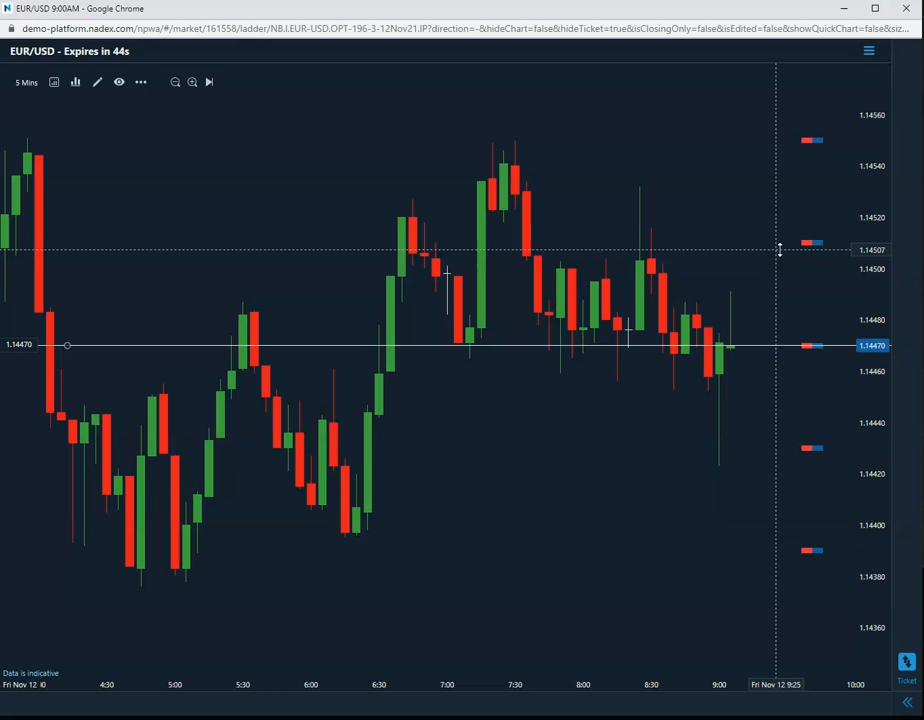 EUR/USD 9:00AM - Google Chrome
demo-platform.nadex.com/npwa/#/market/161558/ladder/NB.I.EUR-USD.OPT-196-3-12Nov21.IP?direction=-&hideChart=false&hideTicket=true&isClosingOnly=false&isEdited=false&showQuickChart=false&siz...
EUR/USD - Expires in 44s
5 Mins
1.14560
1.14540
1.14520
1.14507
1.14500
1.14480
1.14470
1.14470
1.14460
1.14440
1.14420
1.14400
1.14380
1.14360
Ticket
Data is indicative
Fri Nov 12 4:30 5:00 5:30 6:00 6:30 7:00 7:30 8:00 8:30 9:00 Fri Nov 12 9:25 10:00